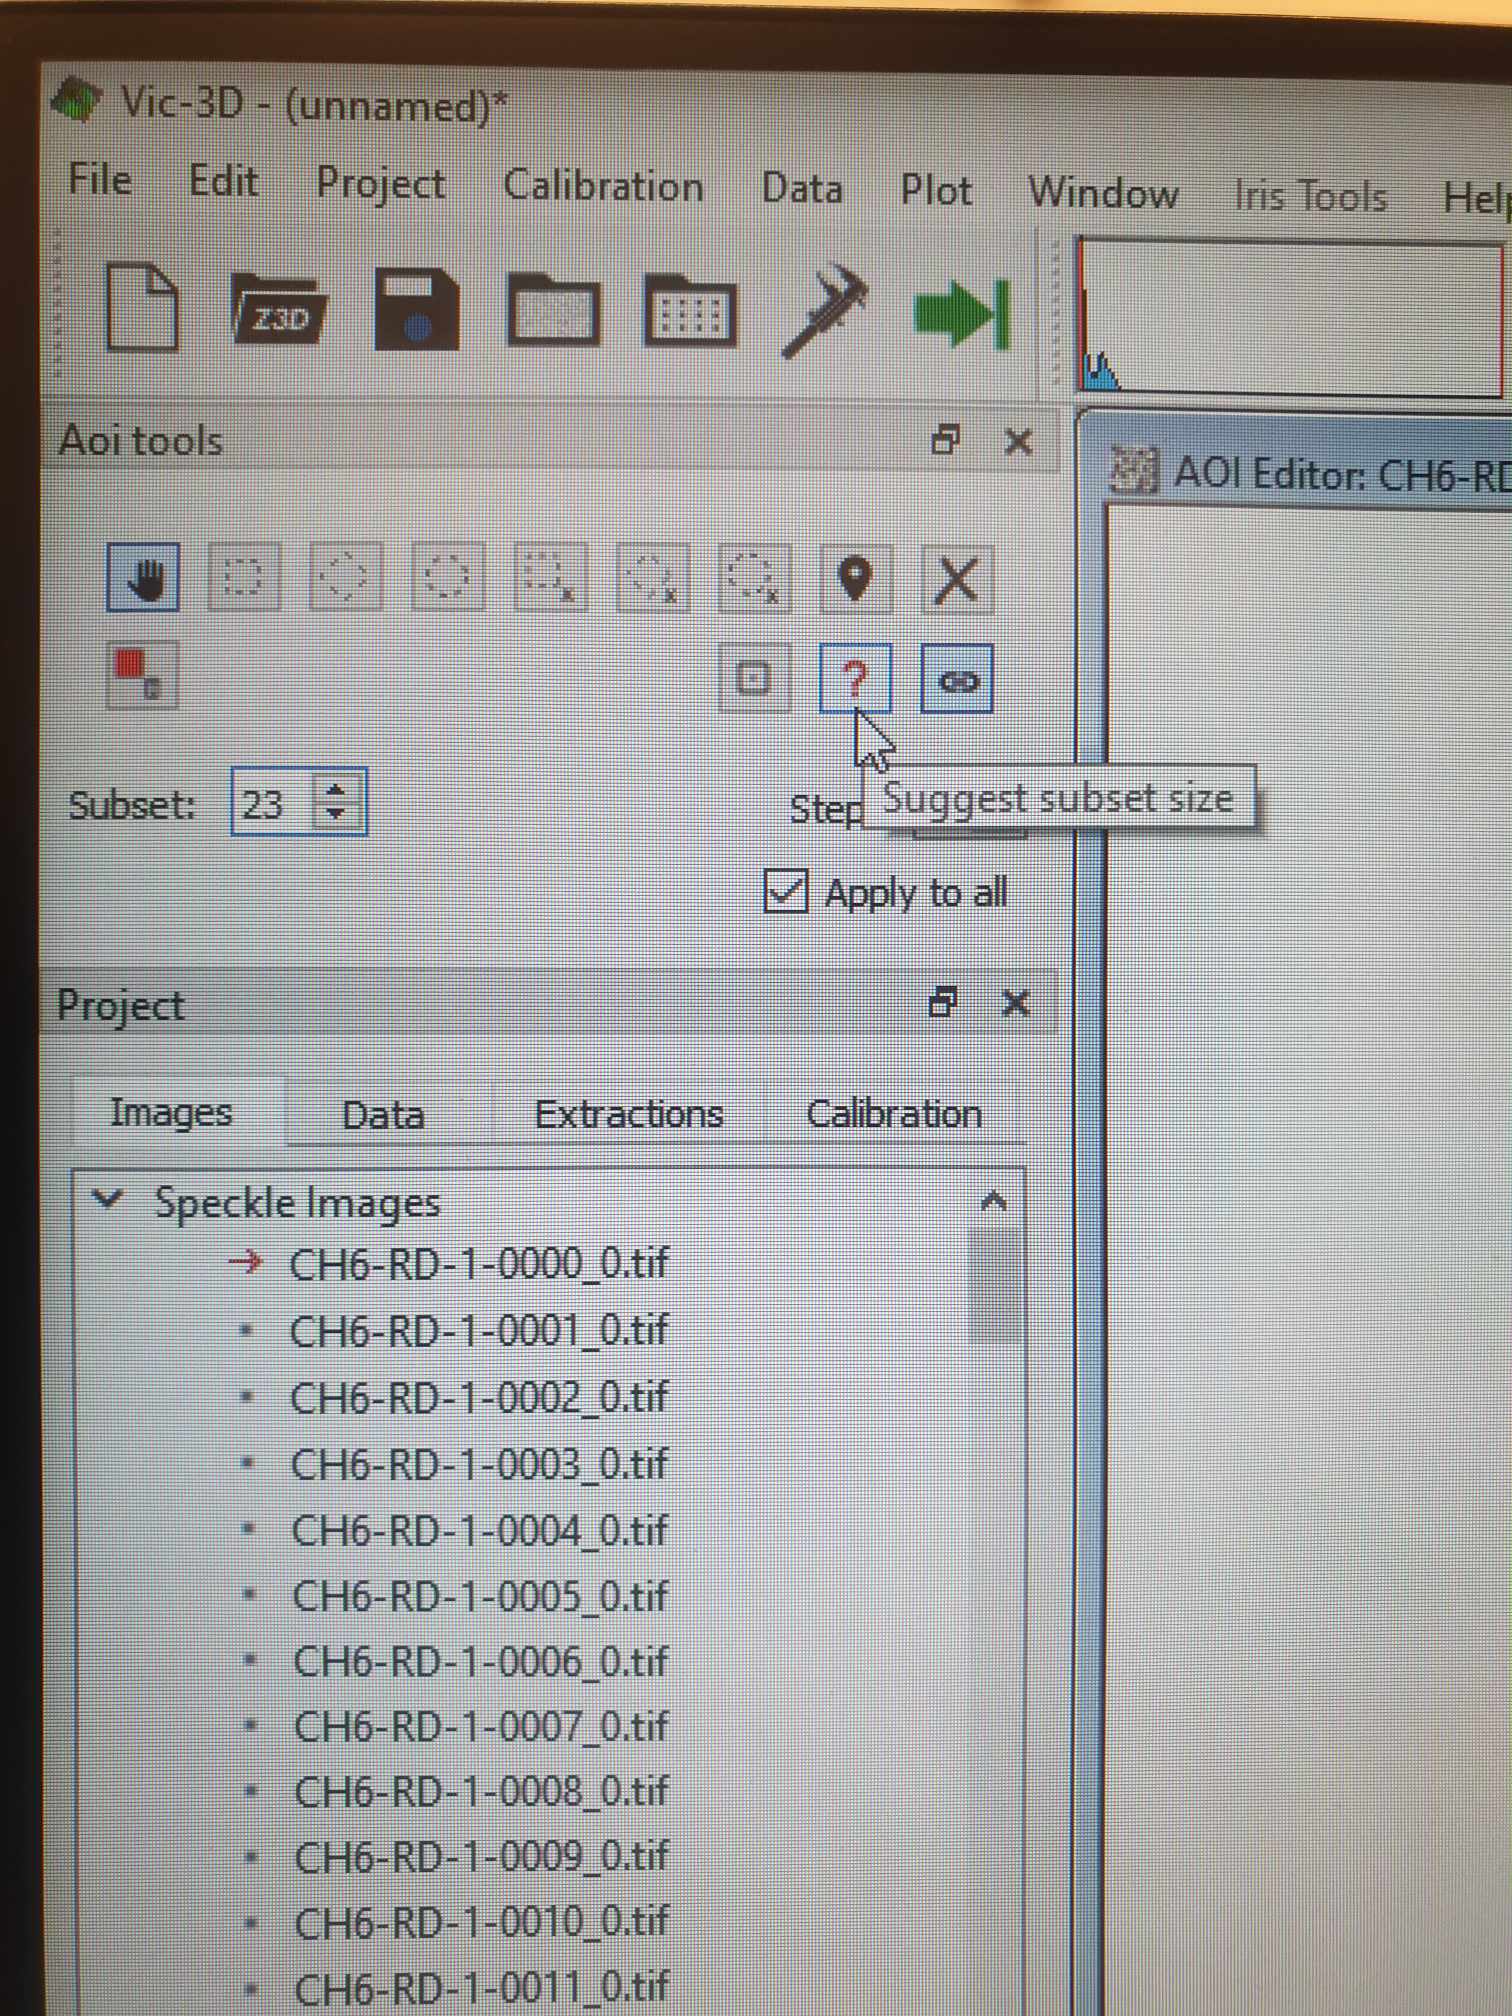 Vic-3D - (unnamed)*
File Edit Project Calibration Data Plot Window Iris Tools Help
Z3D
Aoi tools
AOI Editor: CH6-RD
?
Subset: 23
Step
Suggest subset size
Apply to all
Project
Images Data Extractions Calibration
Speckle Images
CH6-RD-1-0000_0.tif
CH6-RD-1-0001_0.tif
CH6-RD-1-0002_0.tif
CH6-RD-1-0003_0.tif
CH6-RD-1-0004_0.tif
CH6-RD-1-0005_0.tif
CH6-RD-1-0006_0.tif
CH6-RD-1-0007_0.tif
CH6-RD-1-0008_0.tif
CH6-RD-1-0009_0.tif
CH6-RD-1-0010_0.tif
CH6-RD-1-0011_0.tif